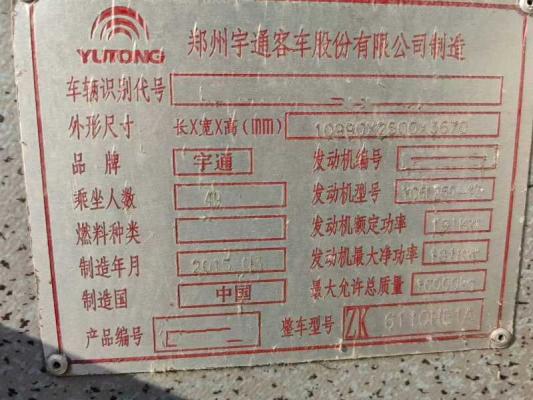 YUTONG 郑州宇通客车股份有限公司制造
车辆识别代号
外形尺寸 长X宽X高(mm) 10990X2500X3570
品牌 宇通 发动机编号
乘坐人数 发动机型号
燃料种类 发动机额定功率 191kw
制造年月 发动机最大净功率
制造国 中国 最大允许总质量
产品编号 整车型号 ZK